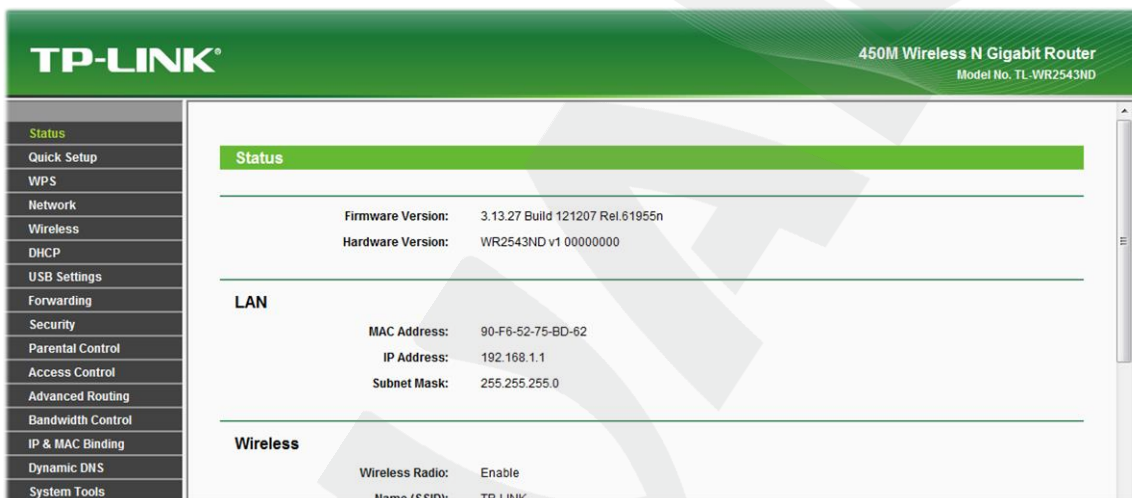 TP-LINK®
450M Wireless N Gigabit Router
Model No. TL-WR2543ND
Status
Quick Setup
WPS
Network
Wireless
DHCP
USB Settings
Forwarding
Security
Parental Control
Access Control
Advanced Routing
Bandwidth Control
IP & MAC Binding
Dynamic DNS
System Tools
Status
Firmware Version: 3.13.27 Build 121207 Rel.61955n
Hardware Version: WR2543ND v1 00000000
LAN
MAC Address: 90-F6-52-75-BD-62
IP Address: 192.168.1.1
Subnet Mask: 255.255.255.0
Wireless
Wireless Radio: Enable
Name (SSID): TP-LINK